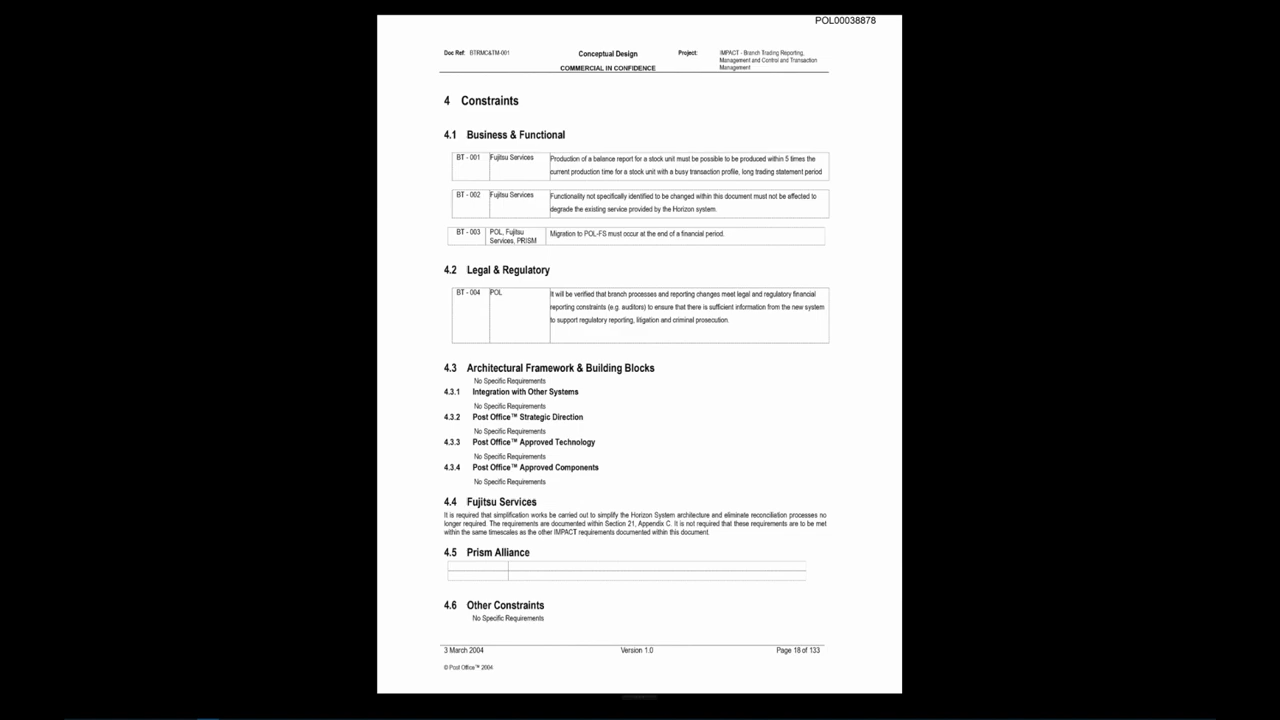 POL00038878
Doc Ref: BTRMC&TM-001 Conceptual Design Project: IMPACT - Branch Trading Reporting,
Management and Control and Transaction
COMMERCIAL IN CONFIDENCE Management
4 Constraints
4.1 Business & Functional
BT - 001 Fujitsu Services Production of a balance report for a stock unit must be possible to be produced within 5 times the
current production time for a stock unit with a busy transaction profile, long trading statement period
BT - 002 Fujitsu Services Functionality not specifically identified to be changed within this document must not be affected to
degrade the existing service provided by the Horizon system.
BT - 003 POL, Fujitsu Migration to POL-FS must occur at the end of a financial period.
Services, PRISM
4.2 Legal & Regulatory
BT - 004 POL It will be verified that branch processes and reporting changes meet legal and regulatory financial
reporting constraints (e.g. auditors) to ensure that there is sufficient information from the new system
to support regulatory reporting, litigation and criminal prosecution.
4.3 Architectural Framework & Building Blocks
No Specific Requirements
4.3.1 Integration with Other Systems
No Specific Requirements
4.3.2 Post Office™ Strategic Direction
No Specific Requirements
4.3.3 Post Office™ Approved Technology
No Specific Requirements
4.3.4 Post Office™ Approved Components
No Specific Requirements
4.4 Fujitsu Services
It is required that simplification works be carried out to simplify the Horizon System architecture and eliminate reconciliation processes no
longer required. The requirements are documented within Section 21, Appendix C. It is not required that these requirements are to be met
within the same timescales as the other IMPACT requirements documented within this document.
4.5 Prism Alliance
4.6 Other Constraints
No Specific Requirements
3 March 2004 Version 1.0 Page 18 of 133
© Post Office™ 2004